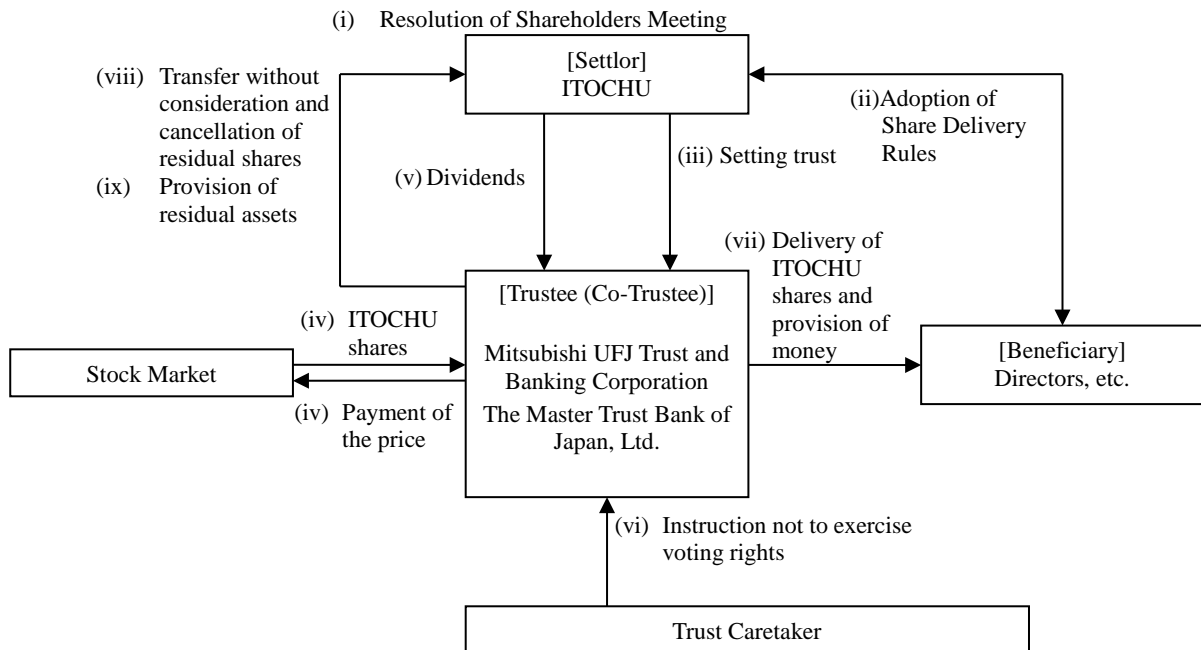 (i) Resolution of Shareholders Meeting
[Settlor]
ITOCHU
(viii) Transfer without
consideration and
cancellation of
residual shares
(ix) Provision of
residual assets
(ii)Adoption of
Share Delivery
Rules
(v) Dividends
(iii) Setting trust
(vii) Delivery of
ITOCHU
shares and
provision of
money
[Trustee (Co-Trustee)]
Mitsubishi UFJ Trust and
Banking Corporation
The Master Trust Bank of
Japan, Ltd.
(iv) ITOCHU
shares
Stock Market
(iv) Payment of
the price
[Beneficiary]
Directors, etc.
(vi) Instruction not to exercise
voting rights
Trust Caretaker